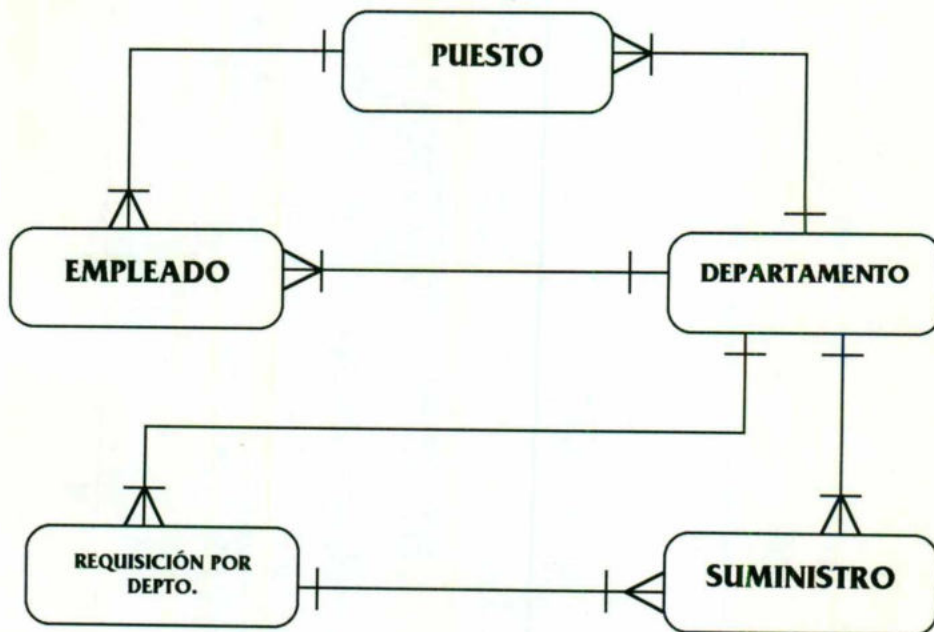 PUESTO
EMPLEADO
DEPARTAMENTO
REQUISICIÓN POR
DEPTO.
SUMINISTRO